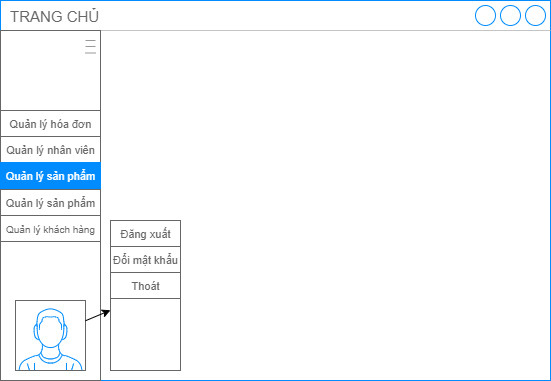 TRANG CHỦ
Quản lý hóa đơn
Quản lý nhân viên
Quản lý sản phẩm
Quản lý sản phẩm
Quản lý khách hàng
Đăng xuất
Đổi mật khẩu
Thoát